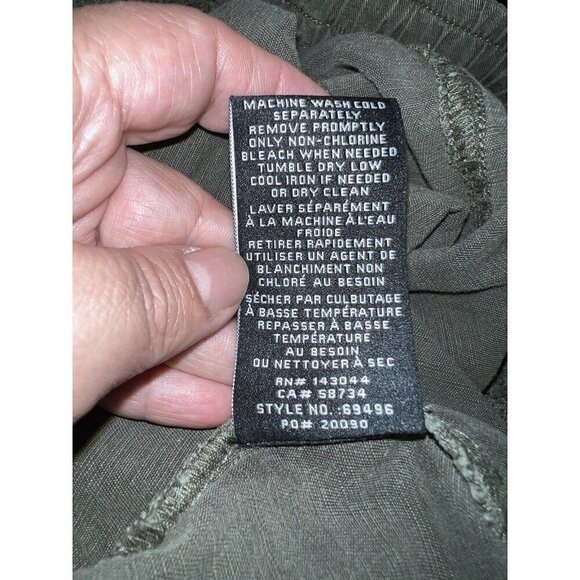 MACHINE WASH COLD
SEPARATELY
REMOVE PROMPTLY
ONLY NON-CHLORINE
BLEACH WHEN NEEDED
TUMBLE DRY LOW
COOL IRON IF NEEDED
OR DRY CLEAN
LAVER SÉPARÉMENT
À LA MACHINE À L'EAU
FROIDE
RETIRER RAPIDEMENT
UTILISER UN AGENT DE
BLANCHIMENT NON
CHLORÉ AU BESOIN
SÉCHER PAR CULBUTAGE
À BASSE TEMPÉRATURE
REPASSER À BASSE
TEMPÉRATURE
AU BESOIN
OU NETTOYER À SEC
RN# 143044
CA# 58734
STYLE NO. :69496
PO# 20090